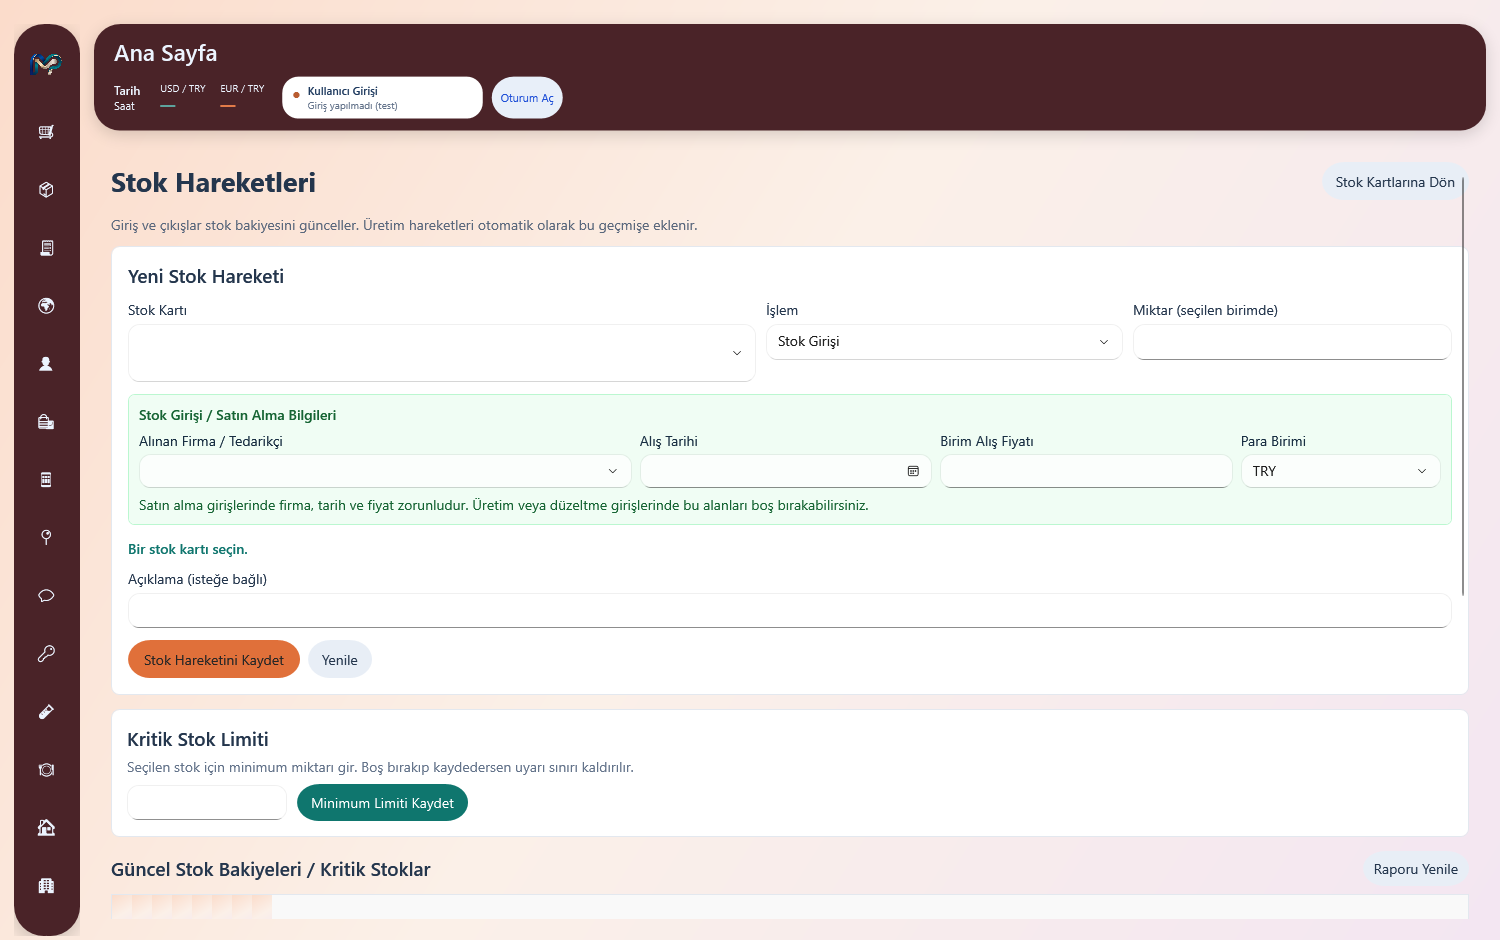 Ana Sayfa
Tarih
Saat
USD / TRY
EUR / TRY
Kullanıcı Girişi
Giriş yapılmadı (test)
Oturum Aç
Stok Hareketleri
Stok Kartlarına Dön
Giriş ve çıkışlar stok bakiyesini günceller. Üretim hareketleri otomatik olarak bu geçmişe eklenir.
Yeni Stok Hareketi
Stok Kartı
İşlem
Miktar (seçilen birimde)
Stok Girişi
Stok Girişi / Satın Alma Bilgileri
Alınan Firma / Tedarikçi
Alış Tarihi
Birim Alış Fiyatı
Para Birimi
TRY
Satın alma girişlerinde firma, tarih ve fiyat zorunludur. Üretim veya düzeltme girişlerinde bu alanları boş bırakabilirsiniz.
Bir stok kartı seçin.
Açıklama (isteğe bağlı)
Stok Hareketini Kaydet
Yenile
Kritik Stok Limiti
Seçilen stok için minimum miktarı gir. Boş bırakıp kaydedersen uyarı sınırı kaldırılır.
Minimum Limiti Kaydet
Güncel Stok Bakiyeleri / Kritik Stoklar
Raporu Yenile